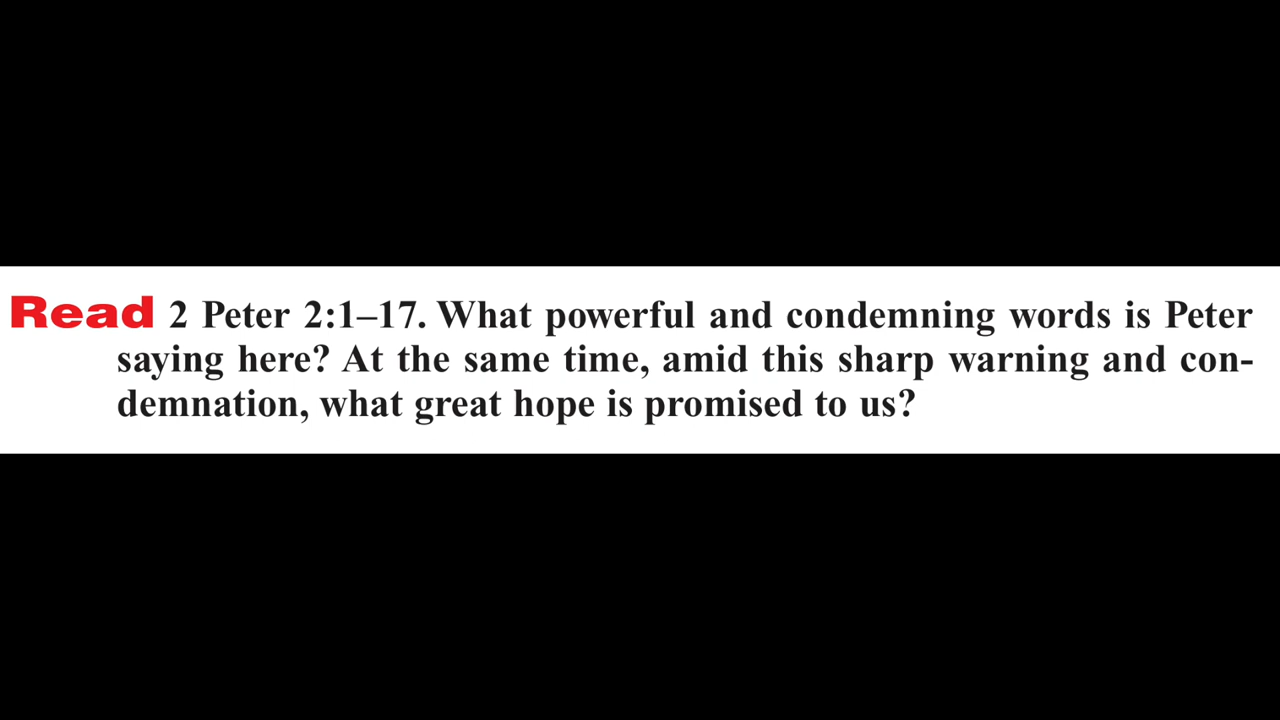 Read 2 Peter 2:1–17. What powerful and condemning words is Peter
saying here? At the same time, amid this sharp warning and con-
demnation, what great hope is promised to us?